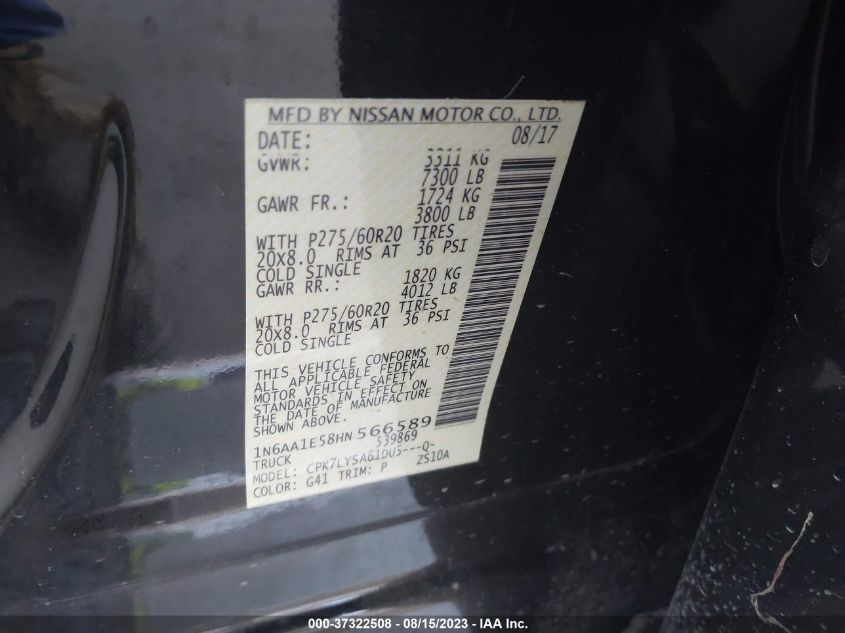 MFD BY NISSAN MOTOR CO., LTD.
DATE: 08/17
GVWR: 3311 KG
7300 LB
GAWR FR.: 1724 KG
3800 LB
WITH P275/60R20 TIRES
20X8.0 RIMS AT 36 PSI
COLD SINGLE
GAWR RR.: 1820 KG
4012 LB
WITH P275/60R20 TIRES
20X8.0 RIMS AT 36 PSI
COLD SINGLE
THIS VEHICLE CONFORMS TO
ALL APPLICABLE FEDERAL
MOTOR VEHICLE SAFETY
STANDARDS IN EFFECT ON
THE DATE OF MANUFACTURE
SHOWN ABOVE.
1N6AA1E58HN 566589
TRUCK 539869
MODEL: CPK7LYSA61DU5---Q-
COLOR: G41 TRIM: P ZS10A
000-37322508 - 08/15/2023 - IAA Inc.